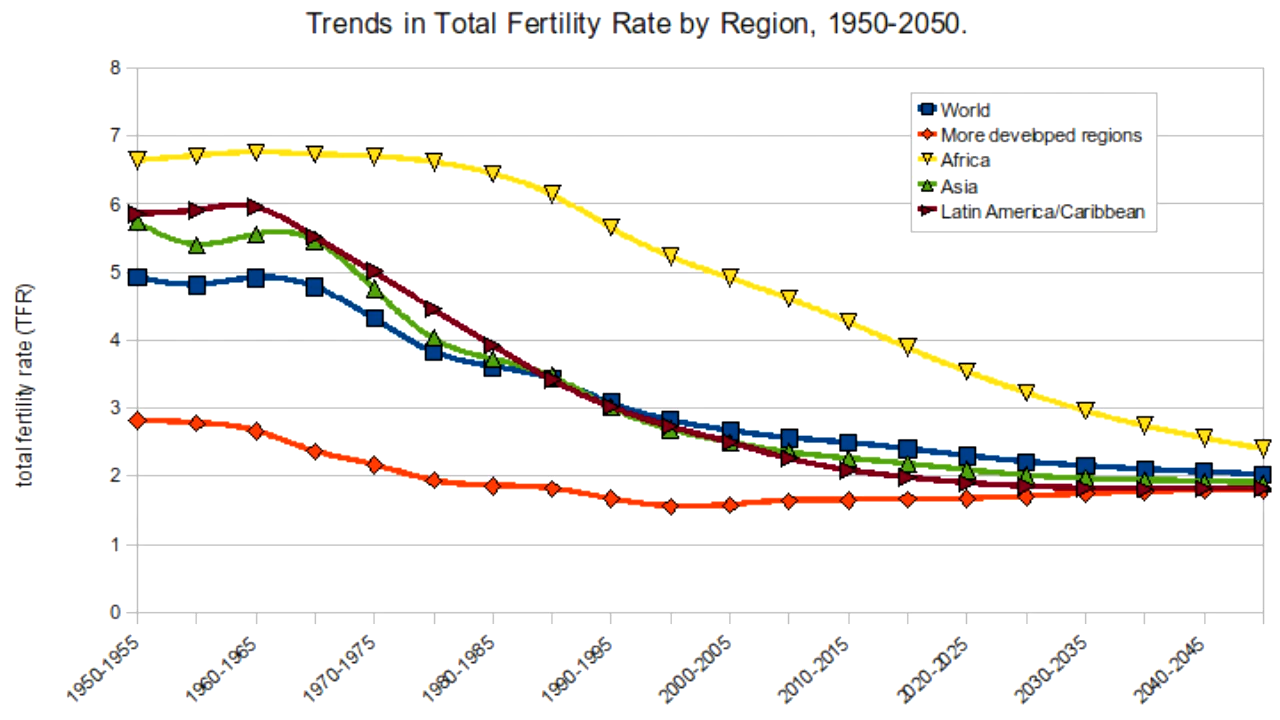 Trends in Total Fertility Rate by Region, 1950-2050.
8
7
6
5
4
3
2
1
0
total fertility rate (TFR)
World
More developed regions
Africa
Asia
Latin America/Caribbean
1950-1955
1960-1965
1970-1975
1980-1985
1990-1995
2000-2005
2010-2015
2020-2025
2030-2035
2040-2045